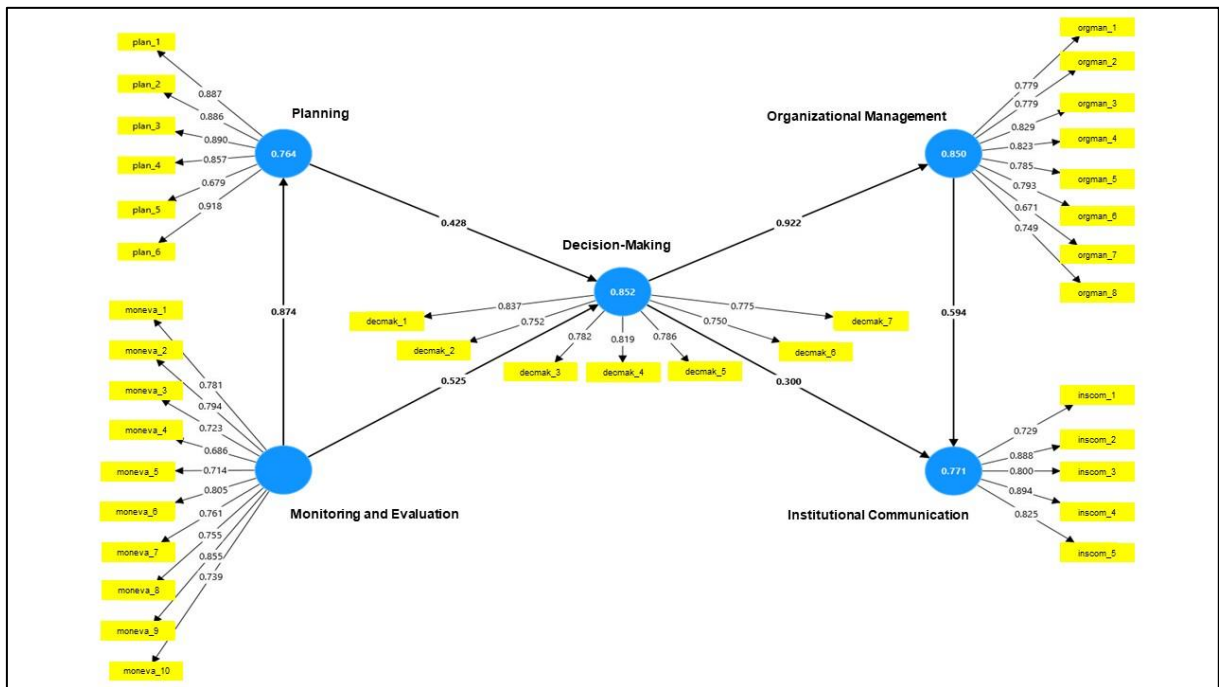 plan_1
plan_2
plan_3
plan_4
plan_5
plan_6
0.887
0.886
0.890
0.857
0.679
0.918
Planning
0.764
0.874
0.428
moneva_1
moneva_2
moneva_3
moneva_4
moneva_5
moneva_6
moneva_7
moneva_8
moneva_9
moneva_10
0.781
0.794
0.723
0.686
0.714
0.805
0.761
0.755
0.855
0.739
Monitoring and Evaluation
0.525
Decision-Making
0.852
decmak_1
decmak_2
decmak_3
decmak_4
decmak_5
decmak_6
decmak_7
0.837
0.752
0.782
0.819
0.786
0.750
0.775
0.922
0.300
Organizational Management
0.850
orgman_1
orgman_2
orgman_3
orgman_4
orgman_5
orgman_6
orgman_7
orgman_8
0.779
0.779
0.829
0.823
0.785
0.793
0.671
0.749
0.594
inscom_1
inscom_2
inscom_3
inscom_4
inscom_5
0.729
0.888
0.800
0.894
0.825
0.771
Institutional Communication